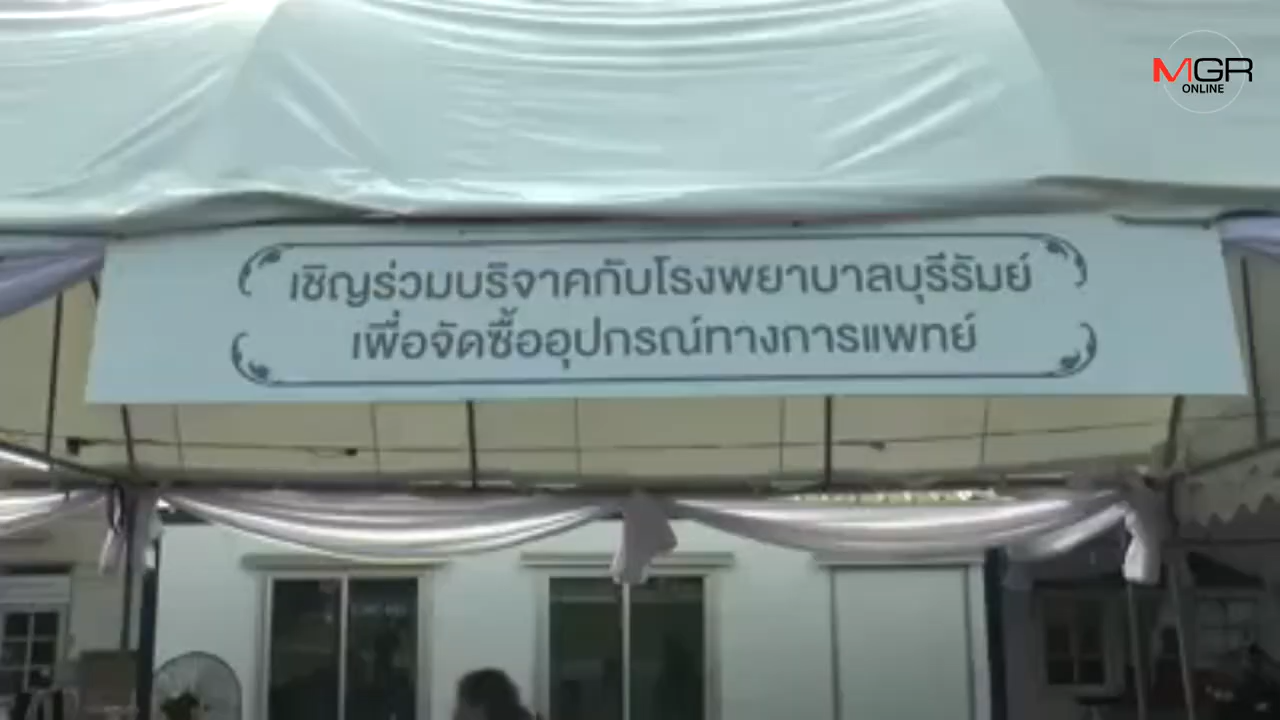 MGR
ONLINE
เชิญร่วมบริจาคกับโรงพยาบาลบุรีรัมย์
เพื่อจัดซื้ออุปกรณ์ทางการแพทย์